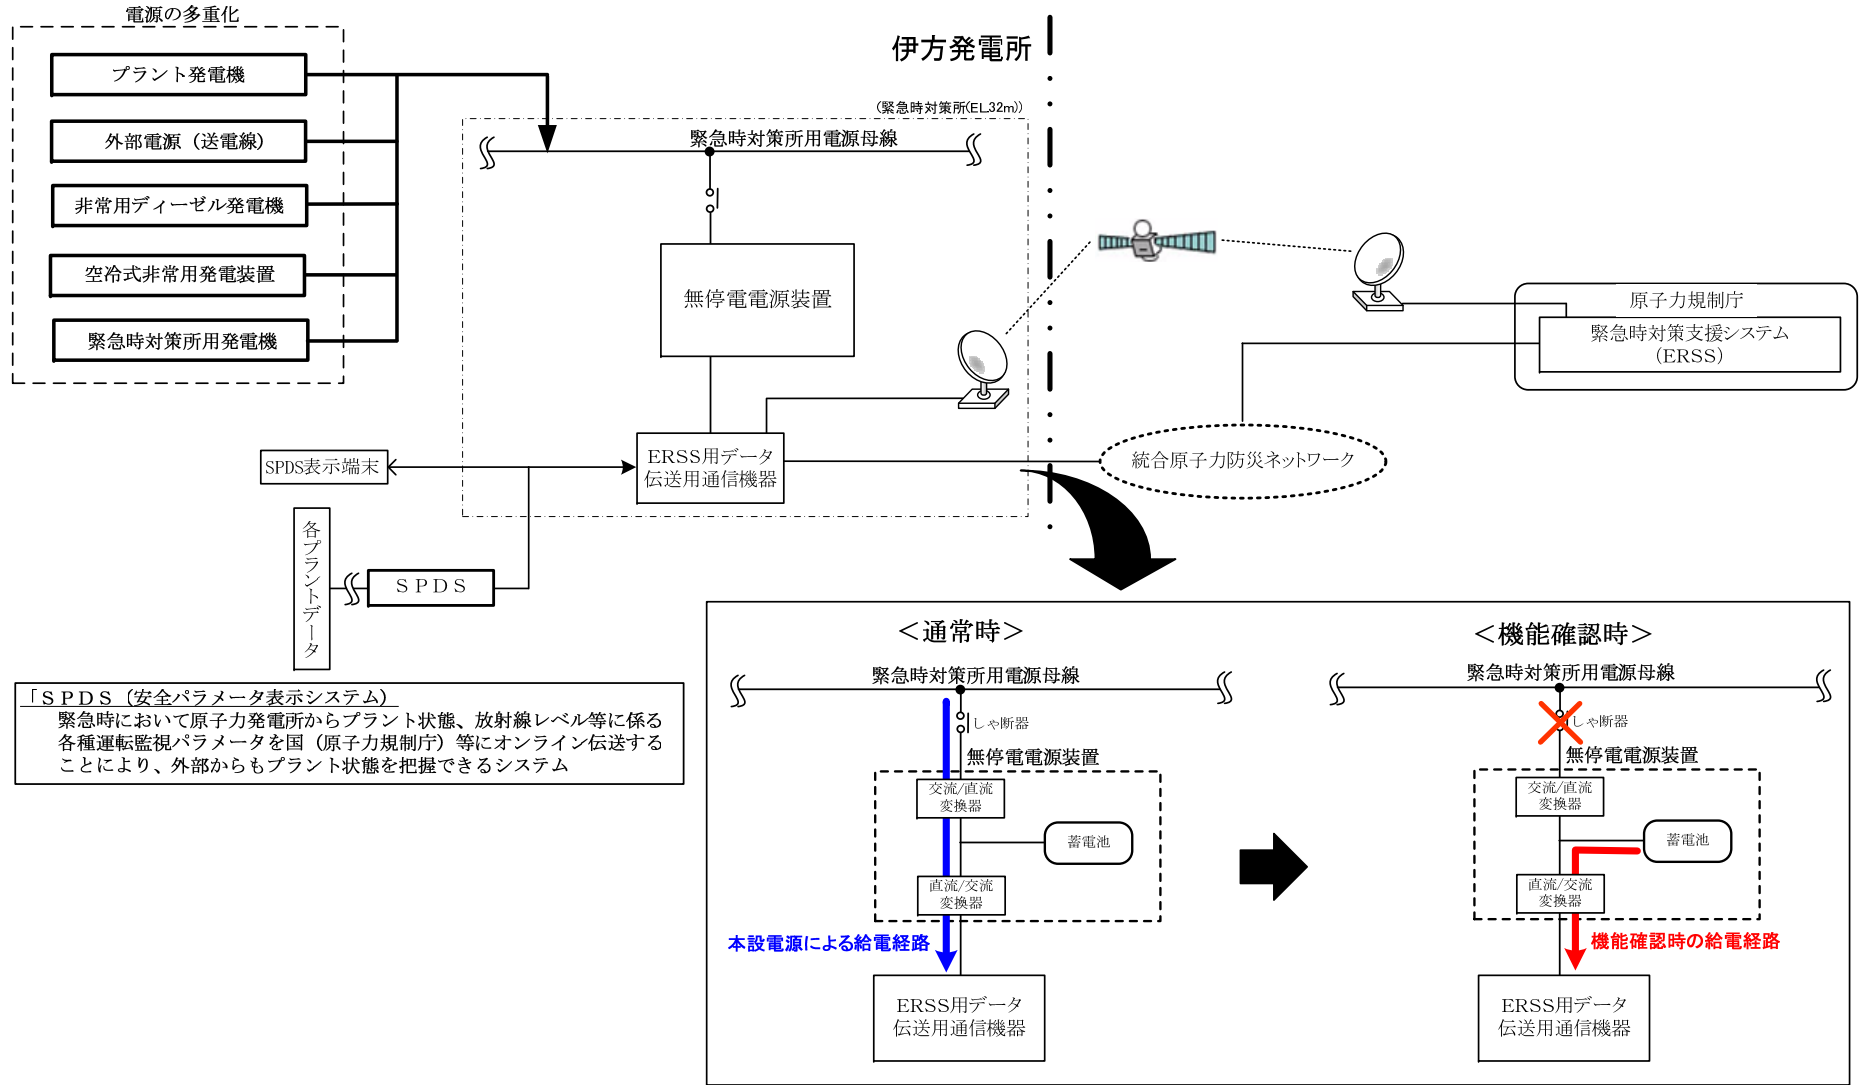 電源の多重化
プラント発電機
外部電源（送電線）
非常用ディーゼル発電機
空冷式非常用発電装置
緊急時対策所用発電機
伊方発電所
(緊急時対策所(EL32m))
緊急時対策所用電源母線
無停電電源装置
ERSS用データ
伝送用通信機器
SPDS表示端末
各プラントデータ
ＳＰＤＳ
原子力規制庁
緊急時対策支援システム
（ERSS）
統合原子力防災ネットワーク
「ＳＰＤＳ（安全パラメータ表示システム）
緊急時において原子力発電所からプラント状態、放射線レベル等に係る
各種運転監視パラメータを国（原子力規制庁）等にオンライン伝送する
ことにより、外部からもプラント状態を把握できるシステム
＜通常時＞
緊急時対策所用電源母線
しゃ断器
無停電電源装置
交流/直流
変換器
蓄電池
直流/交流
変換器
本設電源による給電経路
ERSS用データ
伝送用通信機器
＜機能確認時＞
緊急時対策所用電源母線
しゃ断器
無停電電源装置
交流/直流
変換器
蓄電池
直流/交流
変換器
機能確認時の給電経路
ERSS用データ
伝送用通信機器